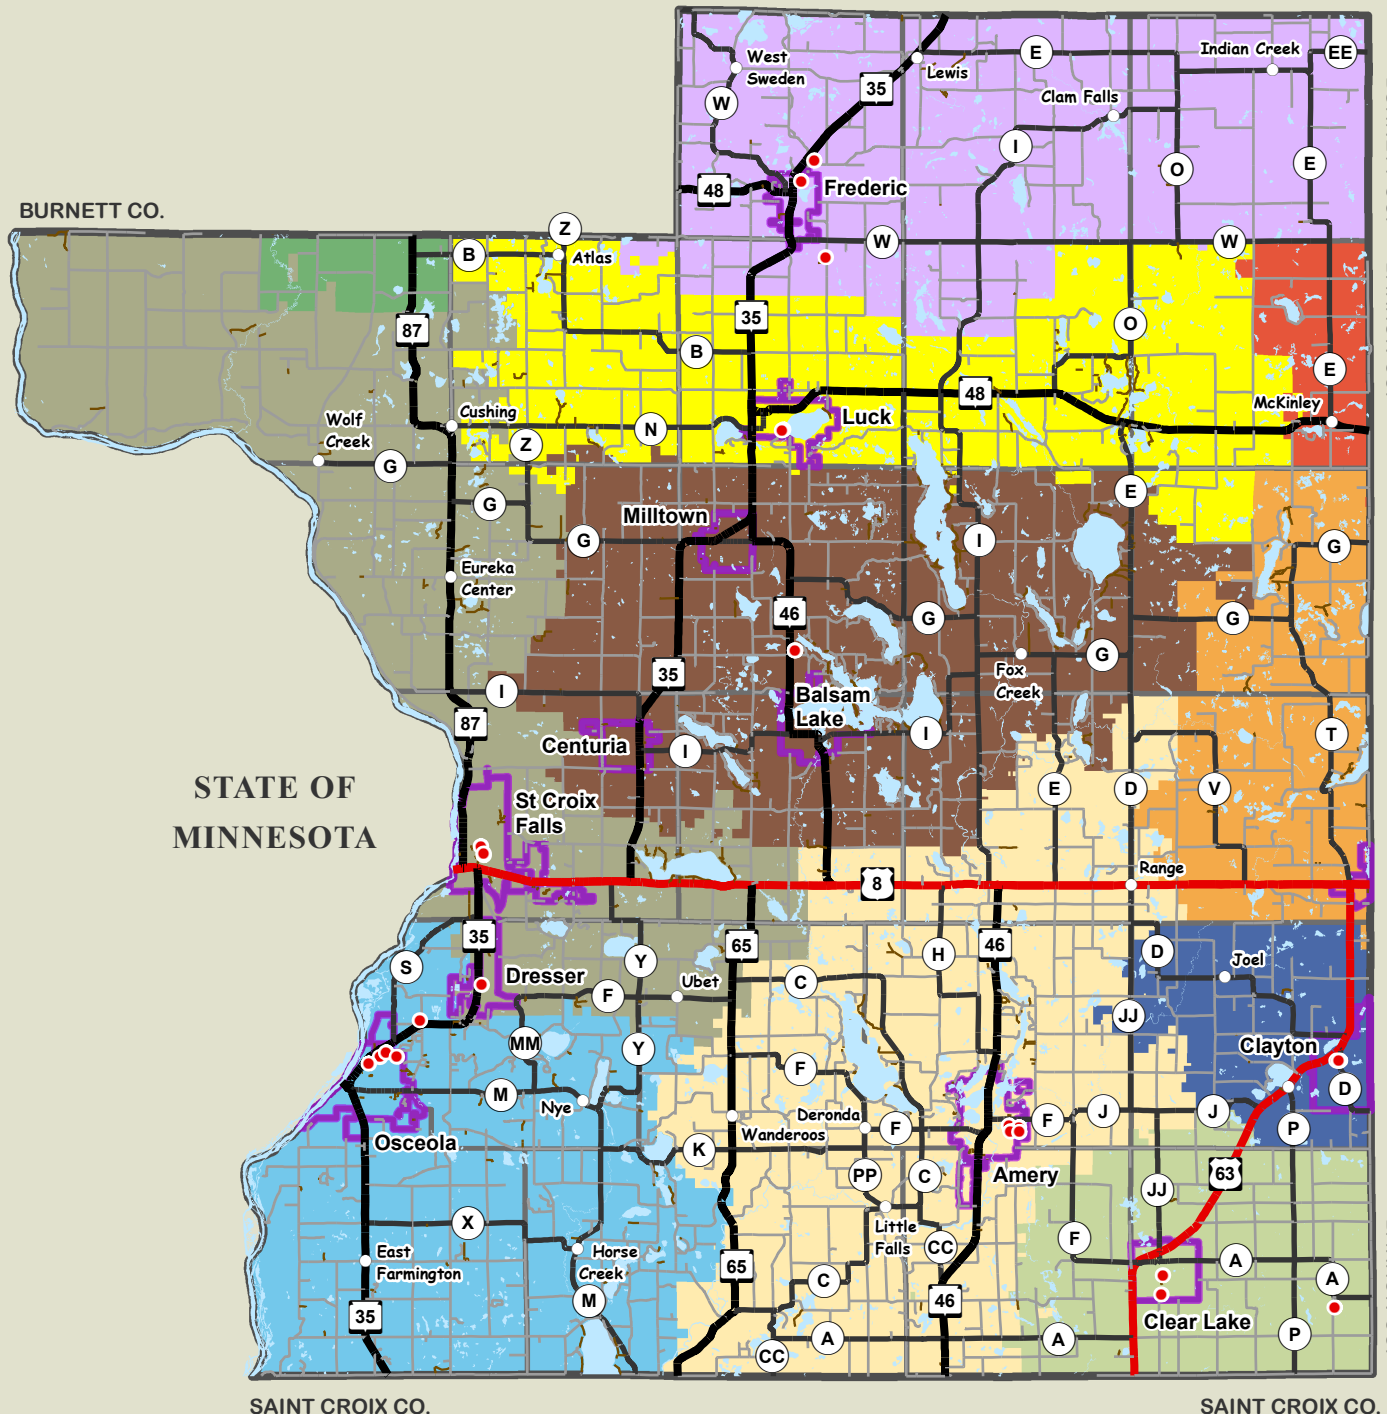 E
Indian Creek
EE
West
Sweden
Lewis
35
Clam Falls
W
I
O
E
48
Frederic
BURNETT CO.
Z
B
Atlas
W
W
87
35
O
B
E
48
McKinley
Wolf
Creek
Cushing
Luck
N
Z
G
G
E
Milltown
G
I
G
Eureka
Center
46
G
G
G
Fox
Creek
35
I
Balsam
Lake
87
Centuria
I
I
T
STATE OF
MINNESOTA
St Croix
Falls
E
D
V
8
Range
35
65
46
H
D
Joel
S
Y
Dresser
Ubet
C
F
JJ
MM
Y
Clayton
F
D
M
Nye
Deronda
F
F
J
J
P
Wanderoos
Osceola
K
PP
C
Amery
63
JJ
X
Little
Falls
F
East
Farmington
Horse
Creek
CC
A
A
65
C
M
46
35
Clear Lake
A
A
P
CC
SAINT CROIX CO.
SAINT CROIX CO.